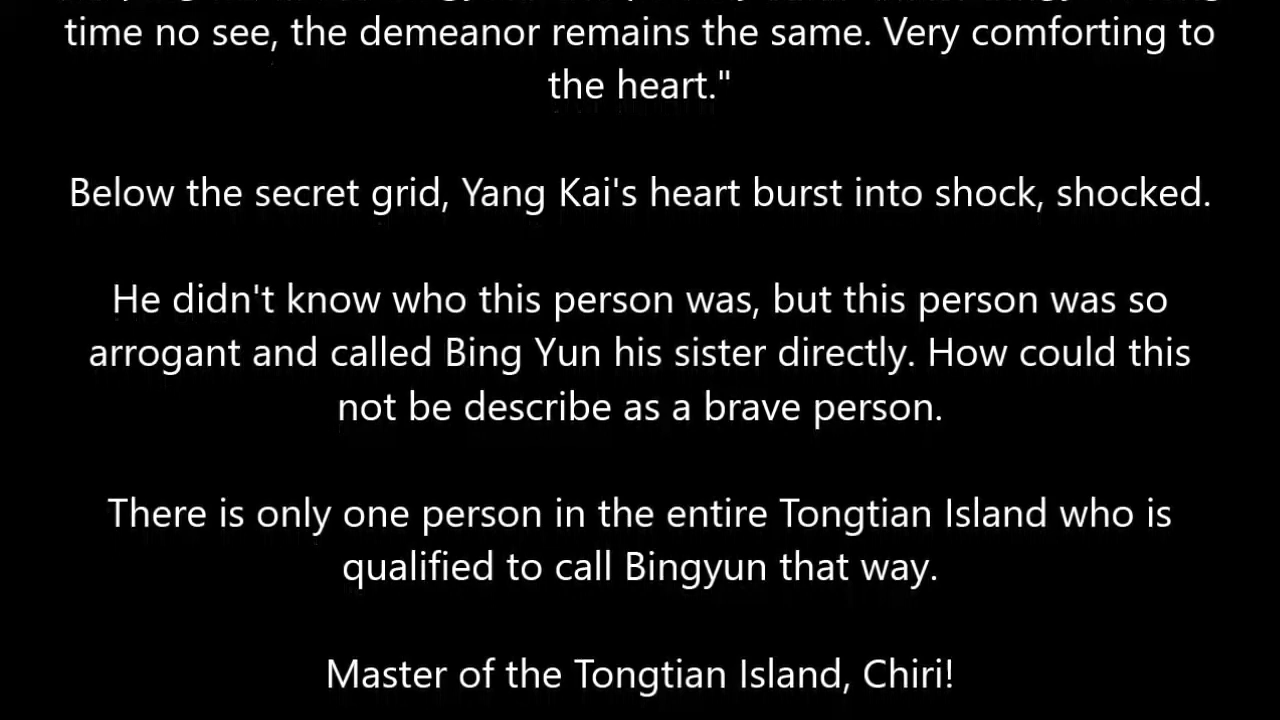 time no see, the demeanor remains the same. Very comforting to
the heart."
Below the secret grid, Yang Kai's heart burst into shock, shocked.
He didn't know who this person was, but this person was so
arrogant and called Bing Yun his sister directly. How could this
not be describe as a brave person.
There is only one person in the entire Tongtian Island who is
qualified to call Bingyun that way.
Master of the Tongtian Island, Chiri!